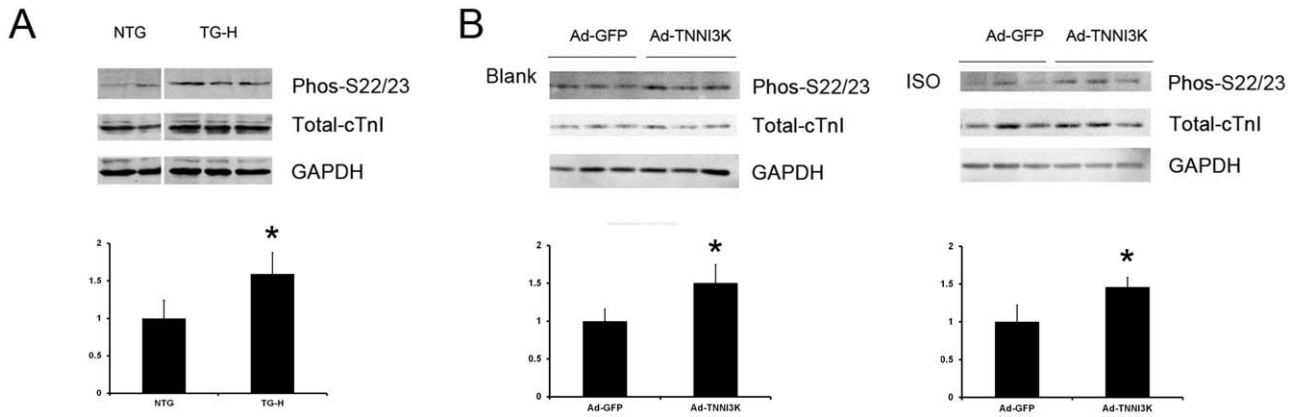 A
NTG TG-H
Phos-S22/23
Total-cTnI
GAPDH
2
1.5
1
0.5
0
NTG TG-H
*
B
Ad-GFP Ad-TNNI3K
Blank
Phos-S22/23
Total-cTnI
GAPDH
2
1.5
1
0.5
0
Ad-GFP Ad-TNNI3K
*
Ad-GFP Ad-TNNI3K
ISO
Phos-S22/23
Total-cTnI
GAPDH
2
1.5
1
0.5
0
Ad-GFP Ad-TNNI3K
*